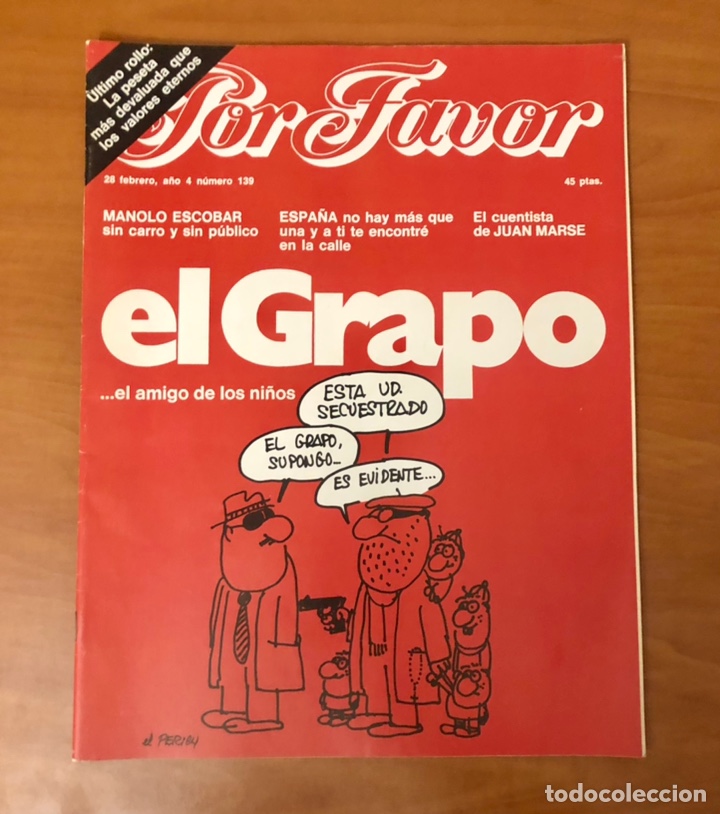 Último rollo:
La peseta
más devaluada que
los valores eternos
Por Favor
28 febrero, año 4 número 139
45 ptas.
MANOLO ESCOBAR
sin carro y sin público
ESPAÑA no hay más que
una y a ti te encontré
en la calle
El cuentista
de JUAN MARSE
el Grapo
...el amigo de los niños
ESTA UD.
SECUESTRADO
EL GRAPO,
SUPONGO...
ES EVIDENTE...
EL PERICH
todocoleccion